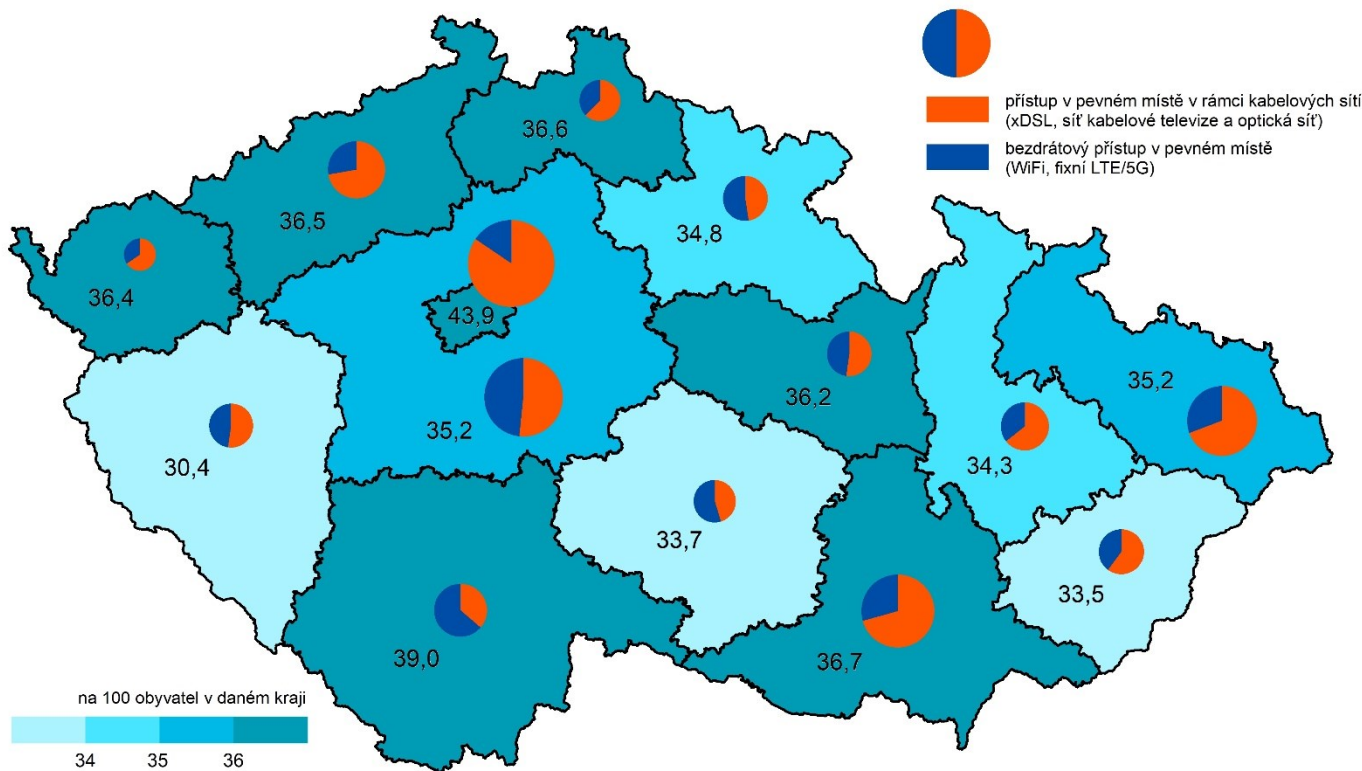 přístup v pevném místě v rámci kabelových sítí
(xDSL, síť kabelové televize a optická síť)
bezdrátový přístup v pevném místě
(WiFi, fixní LTE/5G)
36,6
36,5
34,8
36,4
43,9
36,2
35,2
35,2
30,4
34,3
33,7
33,5
39,0
36,7
na 100 obyvatel v daném kraji
34 35 36